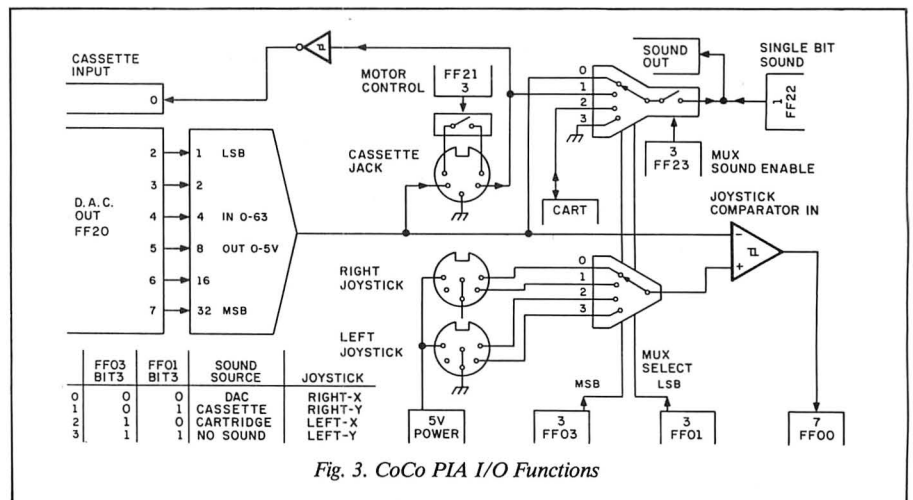 CASSETTE
INPUT
0
MOTOR
CONTROL
FF21
3
CASSETTE
JACK
0
1
2
3
SOUND
OUT
SINGLE BIT
SOUND
1
FF22
3
FF23
MUX
SOUND ENABLE
CART
D.A.C.
OUT
FF20
2 1 LSB
3 2
4 4 IN 0-63
5 8 OUT 0-5V
6 16
7 32 MSB
JOYSTICK
COMPARATOR IN
-
+
RIGHT
JOYSTICK
0
1
2
3
LEFT
JOYSTICK
5V
POWER
MUX
SELECT
MSB LSB
3
FF03
3
FF01
7
FF00
FF03 FF01 SOUND
BIT3 BIT3 SOURCE JOYSTICK
0 0 0 DAC RIGHT-X
1 0 1 CASSETTE RIGHT-Y
2 1 0 CARTRIDGE LEFT-X
3 1 1 NO SOUND LEFT-Y
Fig. 3. CoCo PIA I/O Functions